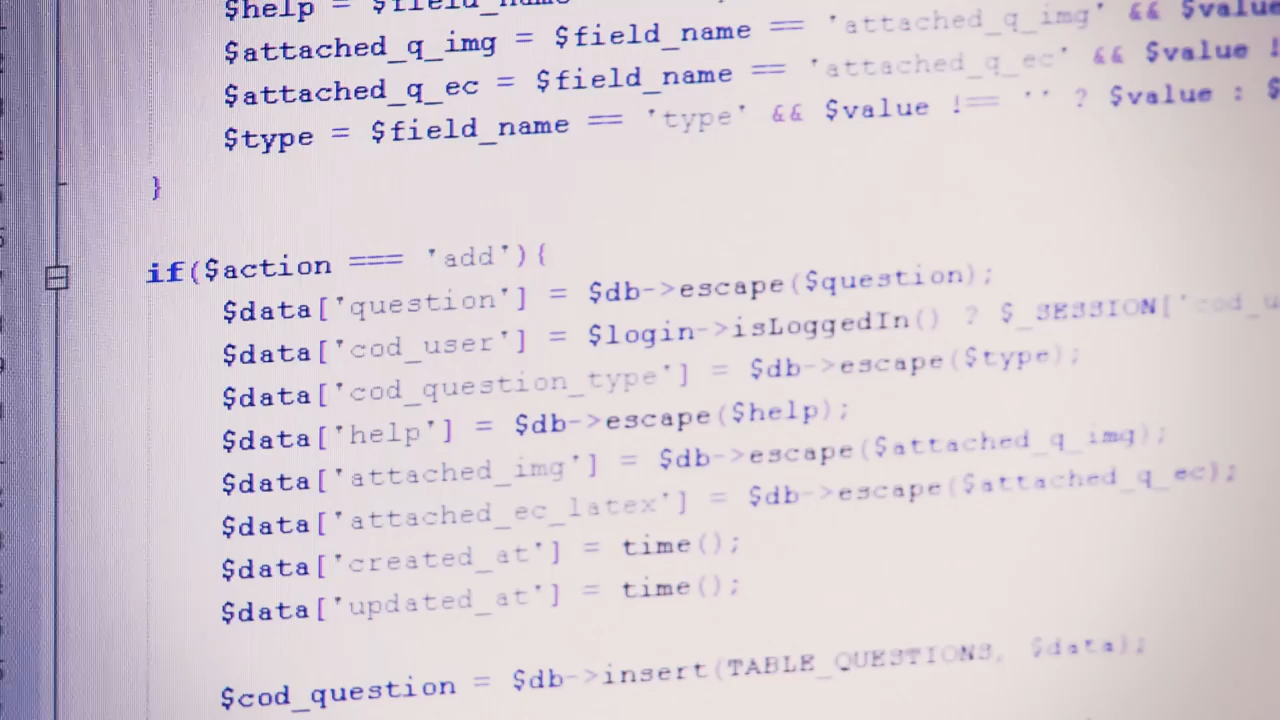 $help = $field_name
$attached_q_img = $field_name == 'attached_q_img' && $value
$attached_q_ec = $field_name == 'attached_q_ec' && $value !
$type = $field_name == 'type' && $value !== '' ? $value : $
}
if($action === 'add'){
$data['question'] = $db->escape($question);
$data['cod_user'] = $login->isLoggedIn() ? $_SESSION['cod_u
$data['cod_question_type'] = $db->escape($type);
$data['help'] = $db->escape($help);
$data['attached_img'] = $db->escape($attached_q_img);
$data['attached_ec_latex'] = $db->escape($attached_q_ec);
$data['created_at'] = time();
$data['updated_at'] = time();
$cod_question = $db->insert(TABLE_QUESTIONS, $data);